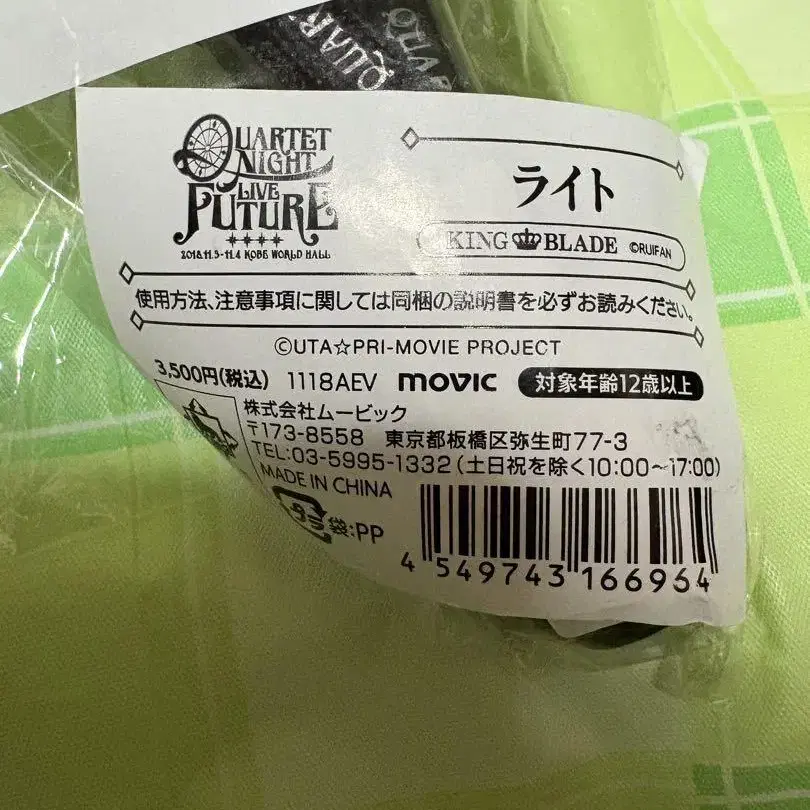 QUAR
QUARTET
NIGHT
LIVE
FUTURE
2018.11.3-11.4 KOBE WORLD HALL
ライト
KING BLADE ©RUIFAN
使用方法、注意事項に関しては同梱の説明書を必ずお読みください。
©UTA☆PRI-MOVIE PROJECT
3,500円(税込) 1118AEV movic 対象年齢12歳以上
株式会社ムービック
〒173-8558 東京都板橋区弥生町77-3
TEL:03-5995-1332(土日祝を除く10:00〜17:00)
MADE IN CHINA
プラ 袋:PP
4 549743 166964